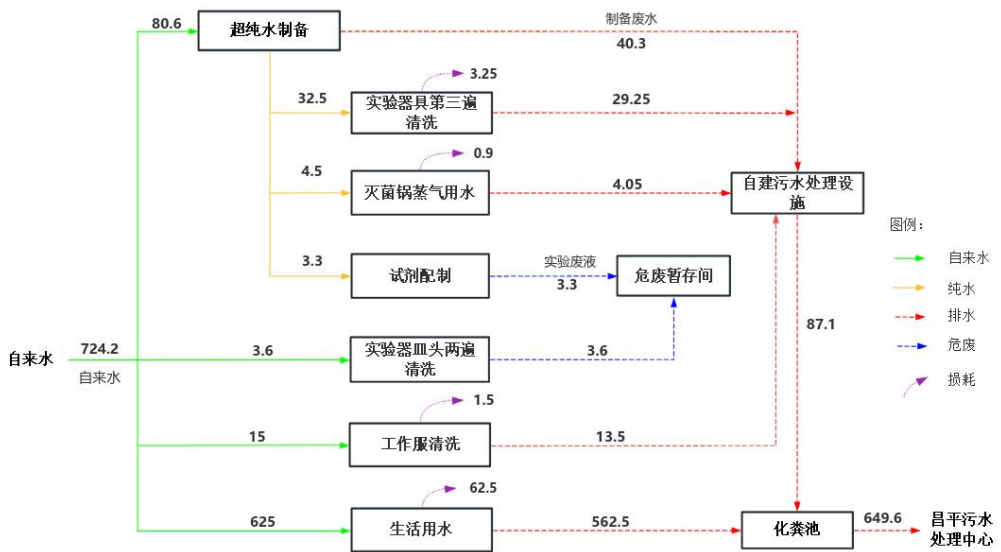 80.6
超纯水制备
制备废水
40.3
3.25
32.5
实验器具第三遍
清洗
29.25
0.9
4.5
灭菌锅蒸气用水
4.05
自建污水处理设
施
图例：
自来水
纯水
排水
危废
损耗
3.3
试剂配制
实验废液
3.3
危废暂存间
87.1
自来水
724.2
自来水
3.6
实验器皿头两遍
清洗
3.6
1.5
15
工作服清洗
13.5
62.5
625
生活用水
562.5
化粪池
649.6
昌平污水
处理中心